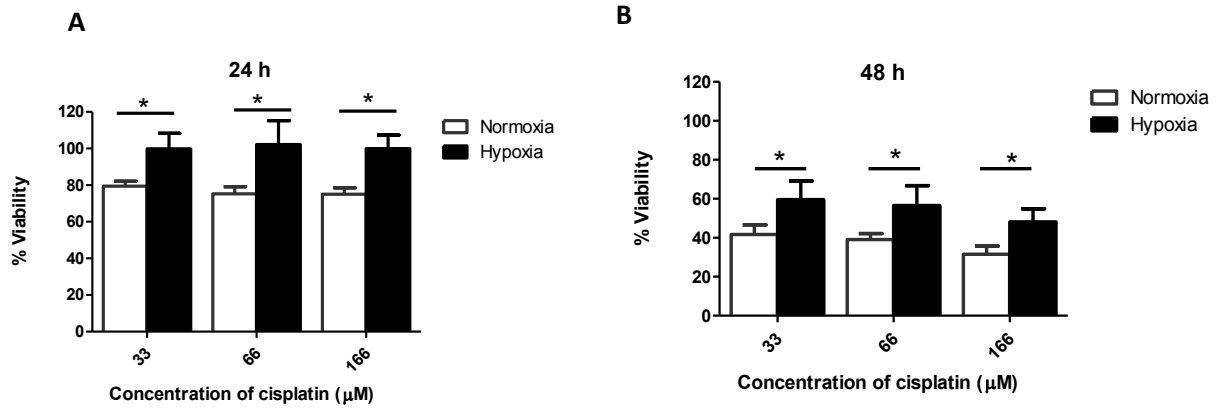 A
24 h
* * *
120
100
80
60
40
20
0
% Viability
33 66 166
Concentration of cisplatin (μM)
Normoxia
Hypoxia
B
48 h
* * *
120
100
80
60
40
20
0
% Viability
33 66 166
Concentration of cisplatin (μM)
Normoxia
Hypoxia